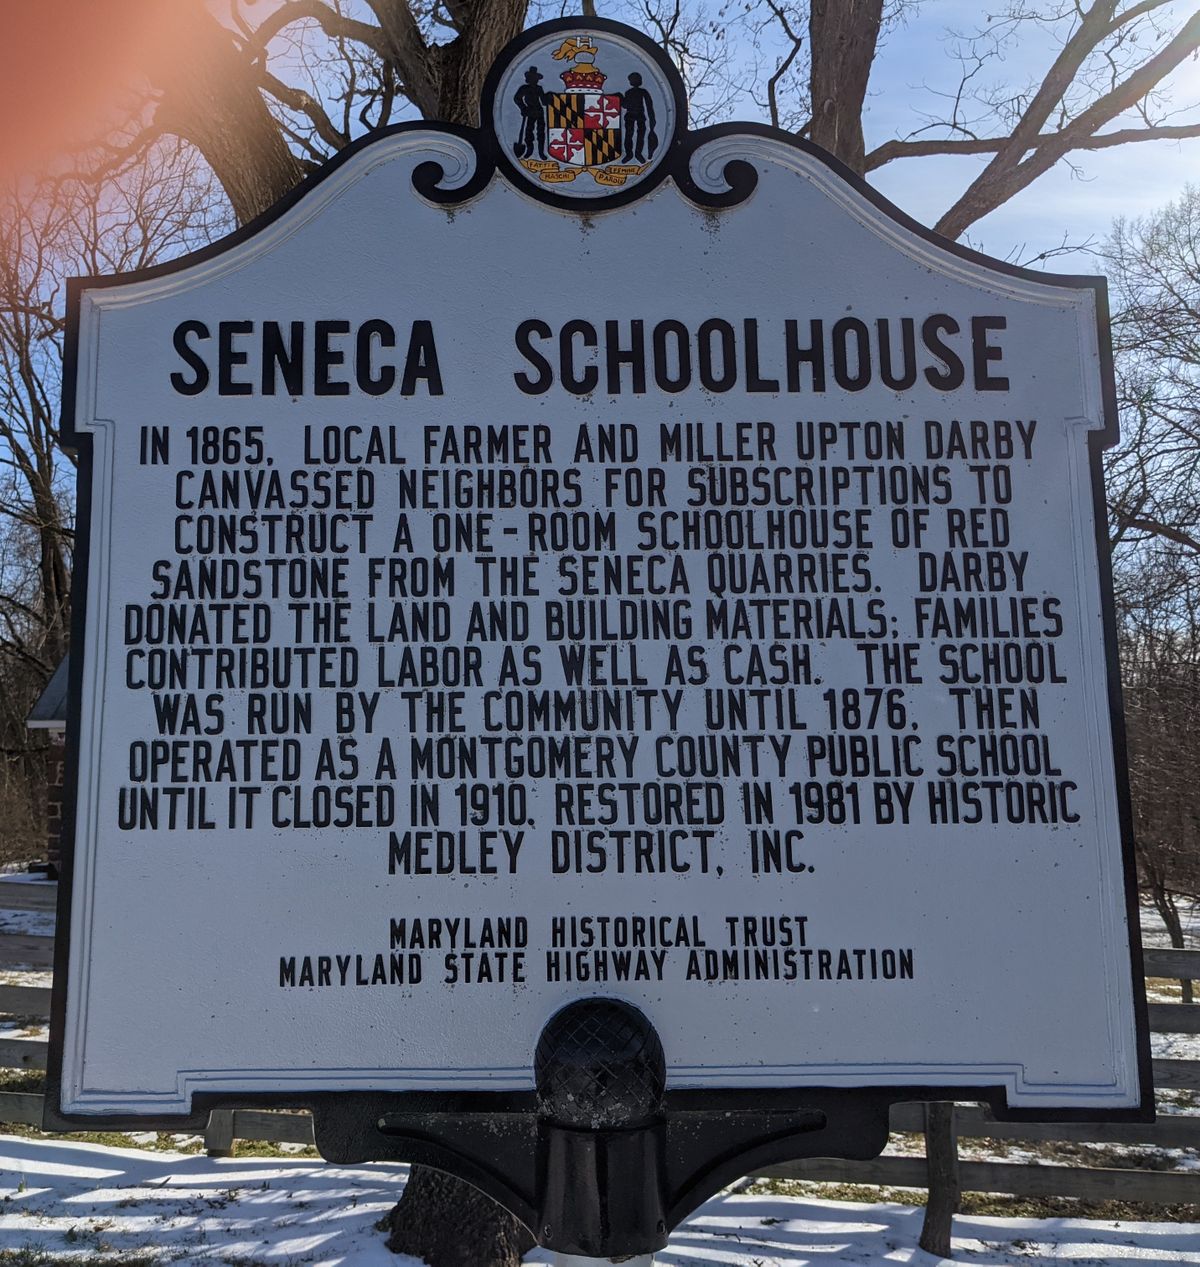 FATTI MASCHII PAROLE FEMINE
SENECA SCHOOLHOUSE
IN 1865, LOCAL FARMER AND MILLER UPTON DARBY
CANVASSED NEIGHBORS FOR SUBSCRIPTIONS TO
CONSTRUCT A ONE-ROOM SCHOOLHOUSE OF RED
SANDSTONE FROM THE SENECA QUARRIES. DARBY
DONATED THE LAND AND BUILDING MATERIALS; FAMILIES
CONTRIBUTED LABOR AS WELL AS CASH. THE SCHOOL
WAS RUN BY THE COMMUNITY UNTIL 1876, THEN
OPERATED AS A MONTGOMERY COUNTY PUBLIC SCHOOL
UNTIL IT CLOSED IN 1910. RESTORED IN 1981 BY HISTORIC
MEDLEY DISTRICT, INC.
MARYLAND HISTORICAL TRUST
MARYLAND STATE HIGHWAY ADMINISTRATION